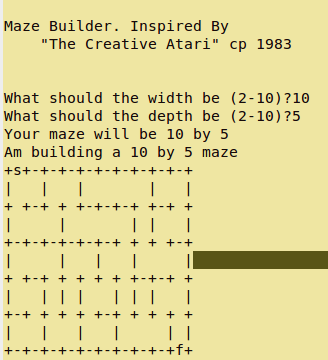 Maze Builder. Inspired By
    "The Creative Atari" cp 1983
What should the width be (2-10)?10
What should the depth be (2-10)?5
Your maze will be 10 by 5
Am building a 10 by 5 maze
+s+-+-+-+-+-+-+-+-+-+
|   |   |       |   |
+ +-+ + +-+-+-+ +-+ +
|     |       | |   |
+-+-+-+-+-+-+ + + +-+
|     |   |   |     |
+ +-+ + + + + +-+-+ +
|   | | |   | | |   |
+-+ + + + +-+ + + + +
|   |   |   |     | |
+-+-+-+-+-+-+-+-+-+f+